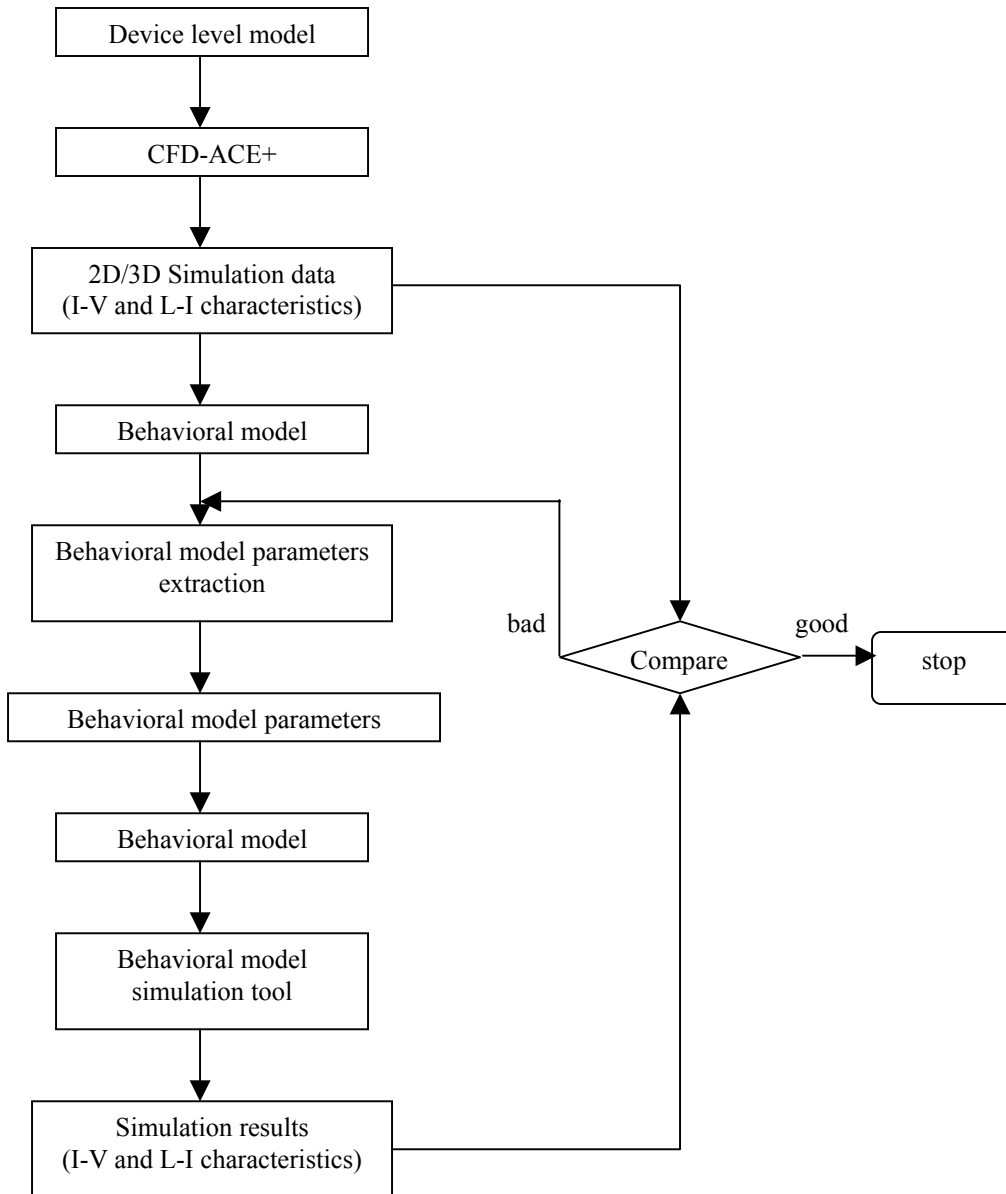 Device level model
CFD-ACE+
2D/3D Simulation data
(I-V and L-I characteristics)
Behavioral model
Behavioral model parameters
extraction
bad
good
Compare
stop
Behavioral model parameters
Behavioral model
Behavioral model
simulation tool
Simulation results
(I-V and L-I characteristics)